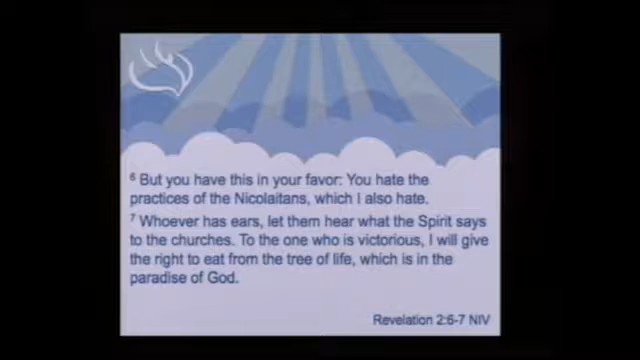 6 But you have this in your favor: You hate the
practices of the Nicolaitans, which I also hate.
7 Whoever has ears, let them hear what the Spirit says
to the churches. To the one who is victorious, I will give
the right to eat from the tree of life, which is in the
paradise of God.
Revelation 2:6-7 NIV